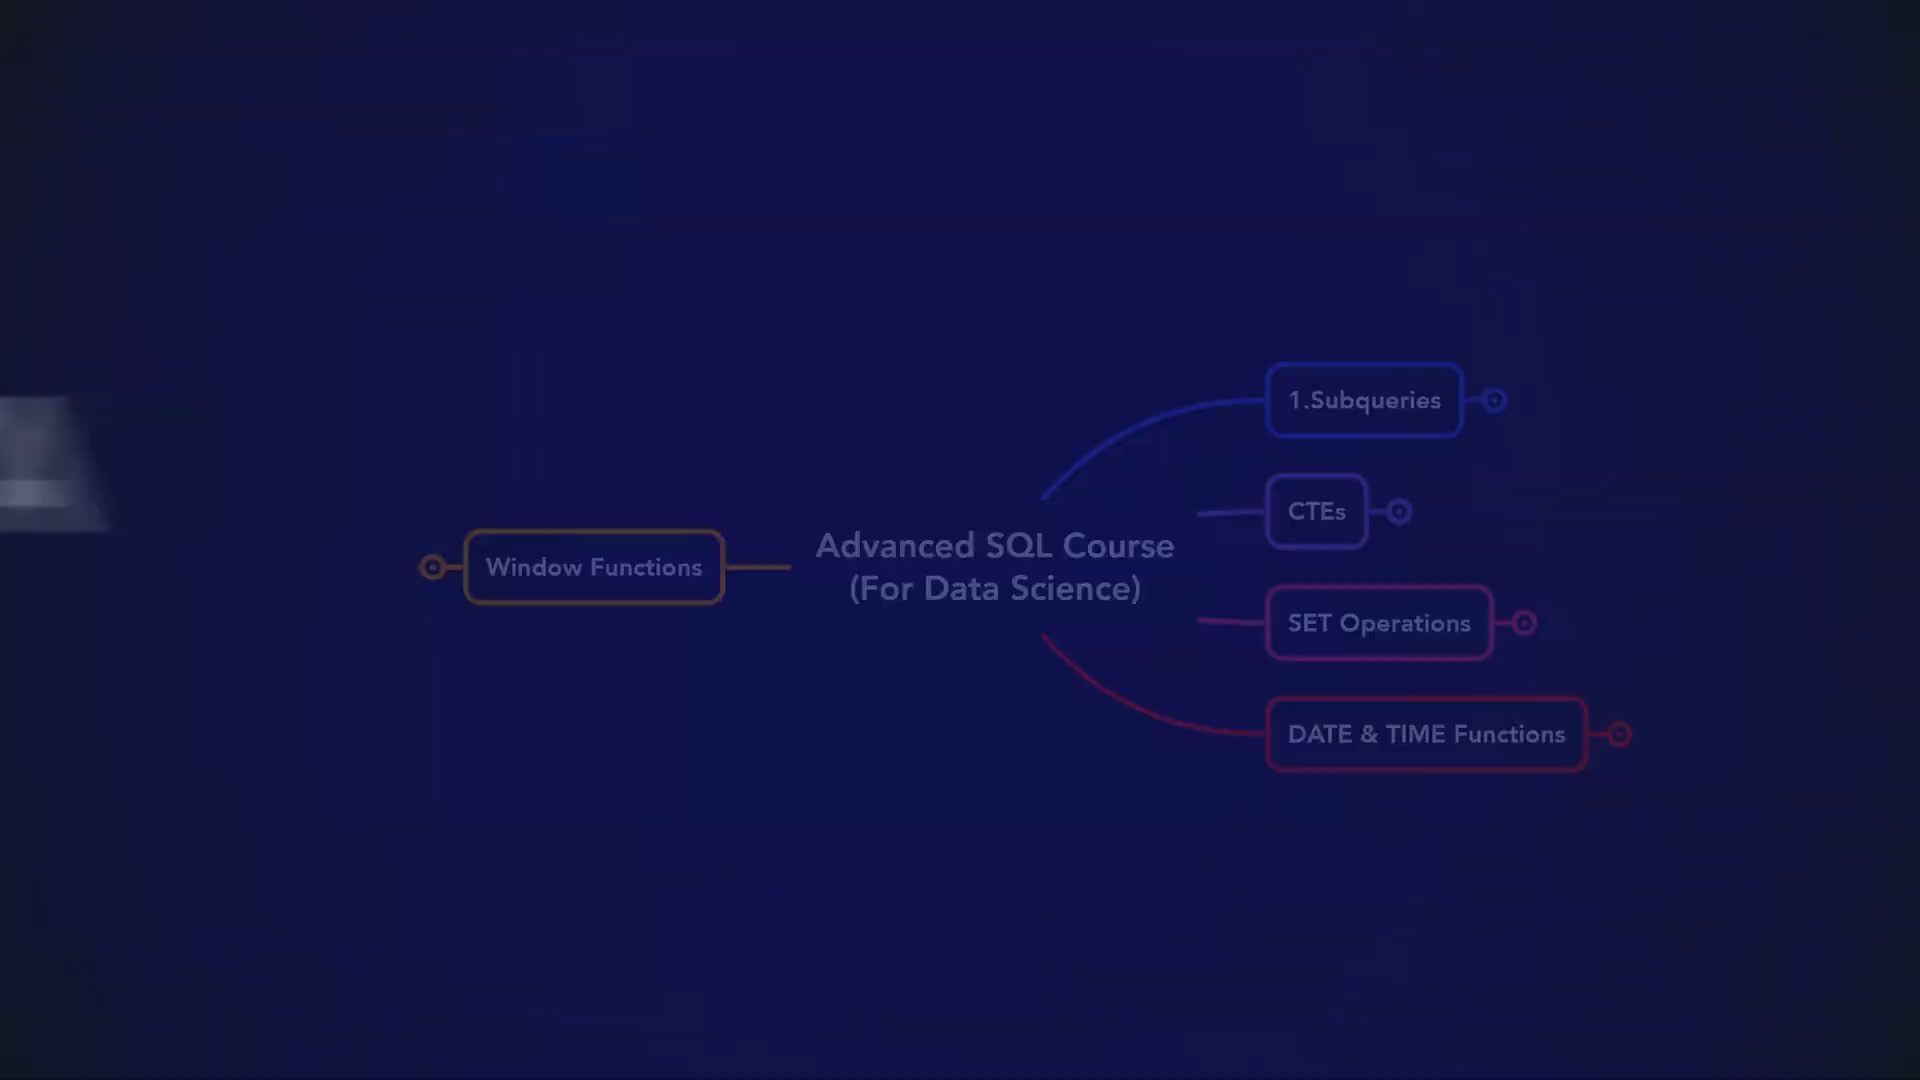 1.Subqueries
CTEs
Window Functions
Advanced SQL Course
(For Data Science)
SET Operations
DATE & TIME Functions